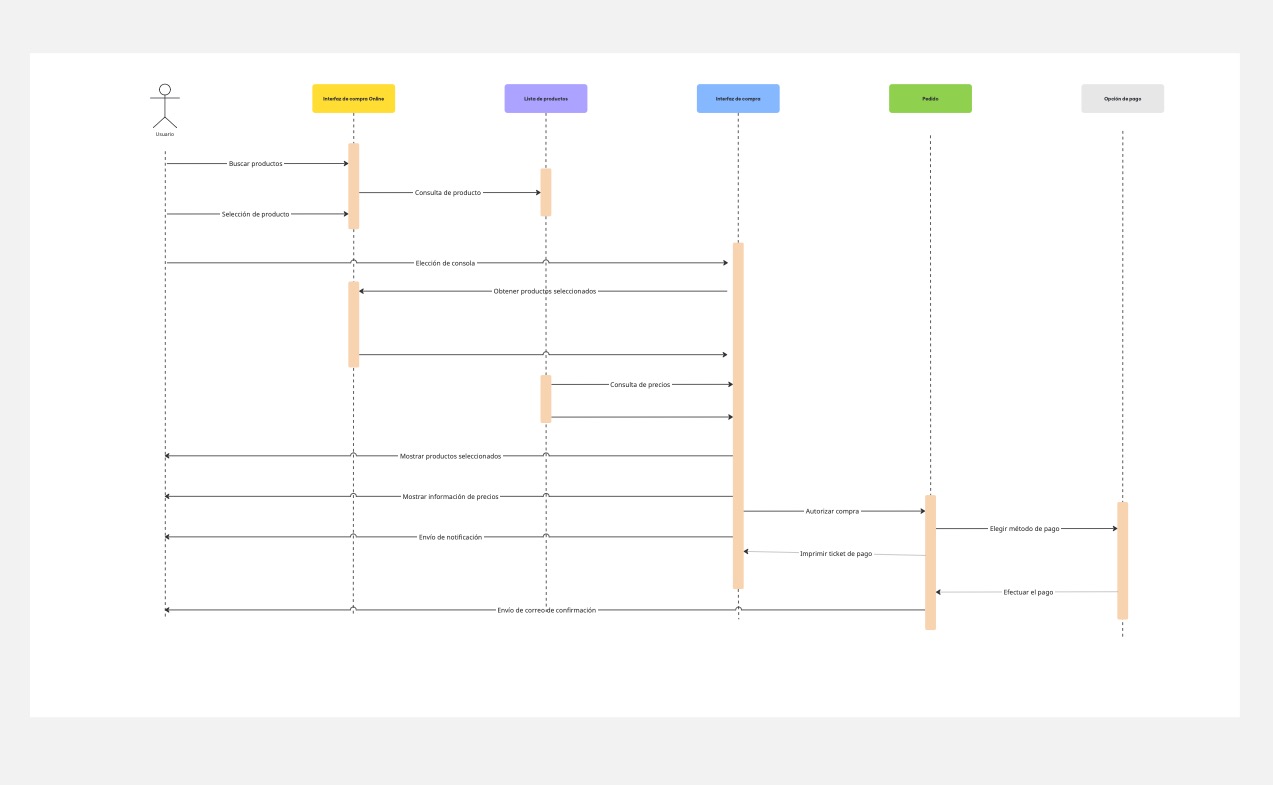 Interfaz de compra Online
Lista de productos
Interfaz de compra
Pedido
Opción de pago
Usuario
Buscar productos
Consulta de producto
Selección de producto
Elección de consola
Obtener productos seleccionados
Consulta de precios
Mostrar productos seleccionados
Mostrar información de precios
Autorizar compra
Elegir método de pago
Envío de notificación
Imprimir ticket de pago
Efectuar el pago
Envío de correo de confirmación